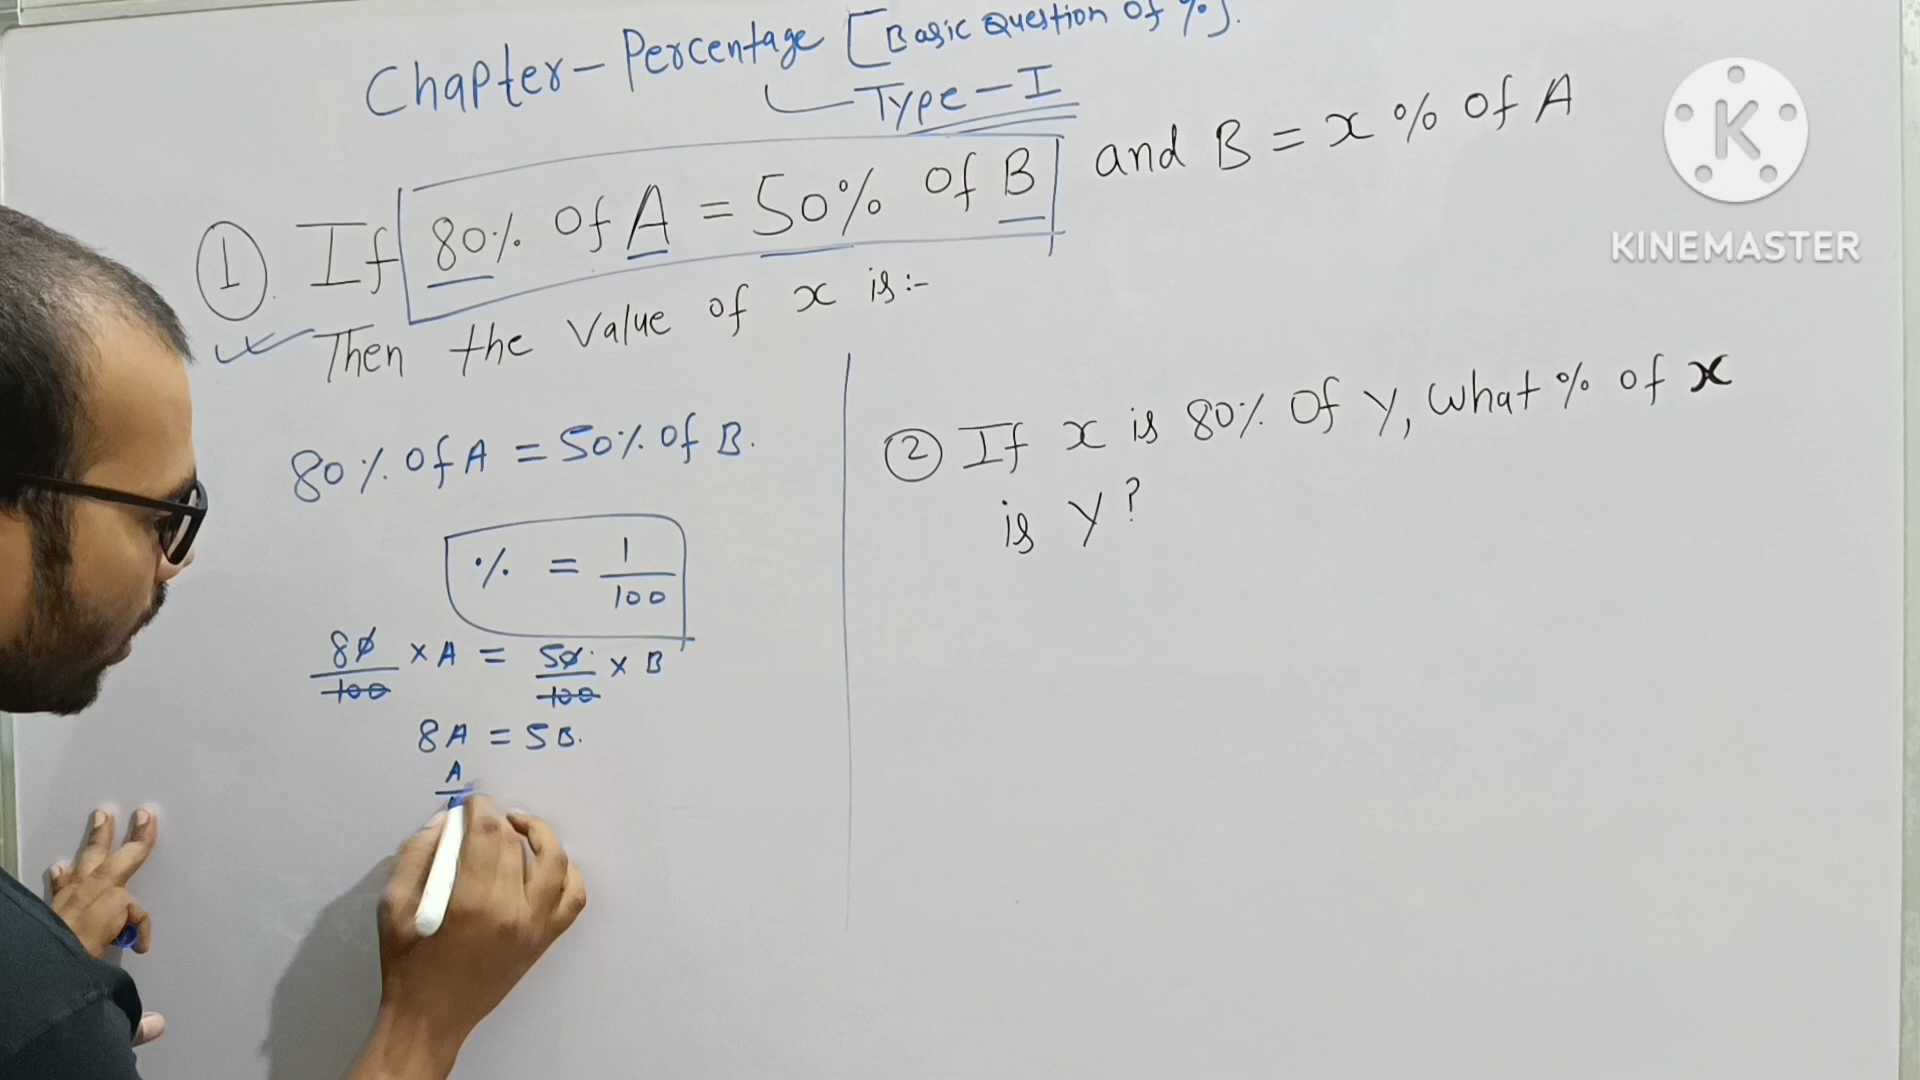 Chapter - Percentage [Basic Question of %].
Type - I
① If 80% of A = 50% of B and B = x % of A
Then the value of x is :-
80% of A = 50% of B.
% = 1/100
80/100 × A = 50/100 × B
8A = 5B.
A
② If x is 80% of y, what % of x
is y?
K
KINEMASTER